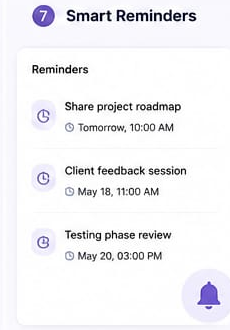 7 Smart Reminders
Reminders
Share project roadmap
Tomorrow, 10:00 AM
Client feedback session
May 18, 11:00 AM
Testing phase review
May 20, 03:00 PM